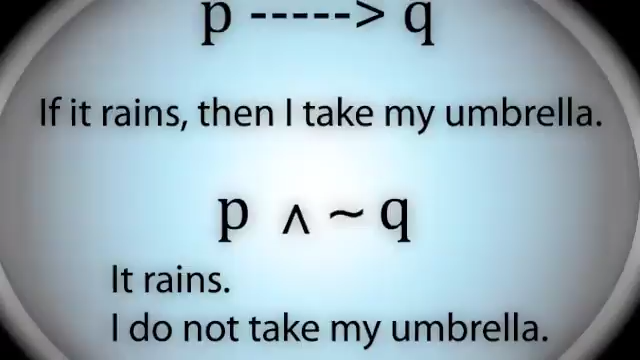 p -----> q
If it rains, then I take my umbrella.
p ∧ ~ q
It rains.
I do not take my umbrella.